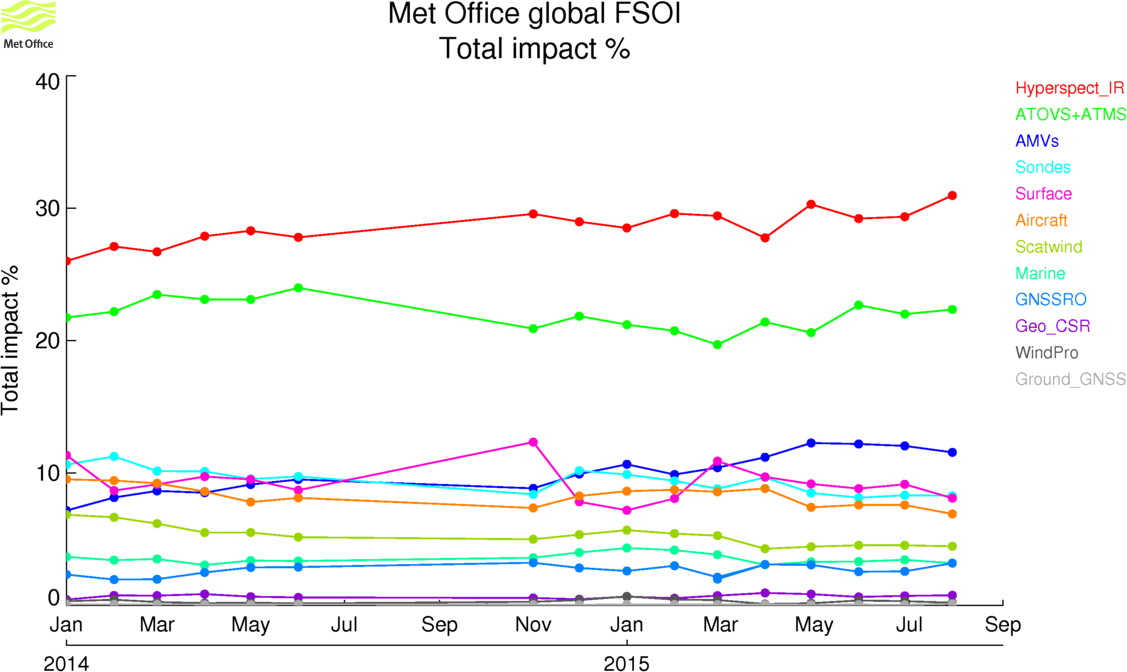 Met Office global FSOI
Total impact %
Met Office
40
30
20
10
0
Total impact %
Hyperspect_IR
ATOVS+ATMS
AMVs
Sondes
Surface
Aircraft
Scatwind
Marine
GNSSRO
Geo_CSR
WindPro
Ground_GNSS
Jan Mar May Jul Sep Nov Jan Mar May Jul Sep
2014 2015